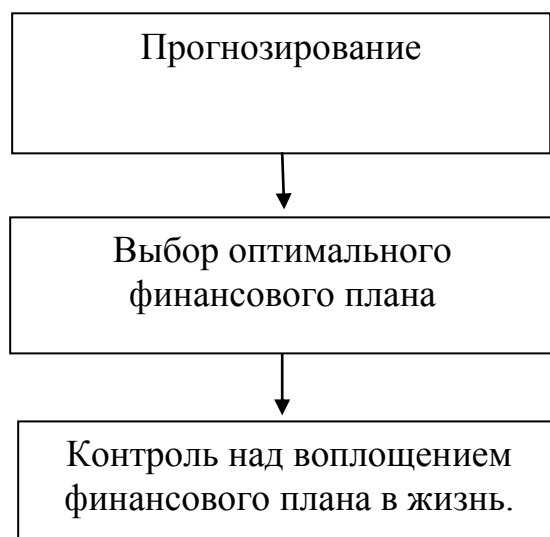 Прогнозирование
Выбор оптимального
финансового плана
Контроль над воплощением
финансового плана в жизнь.